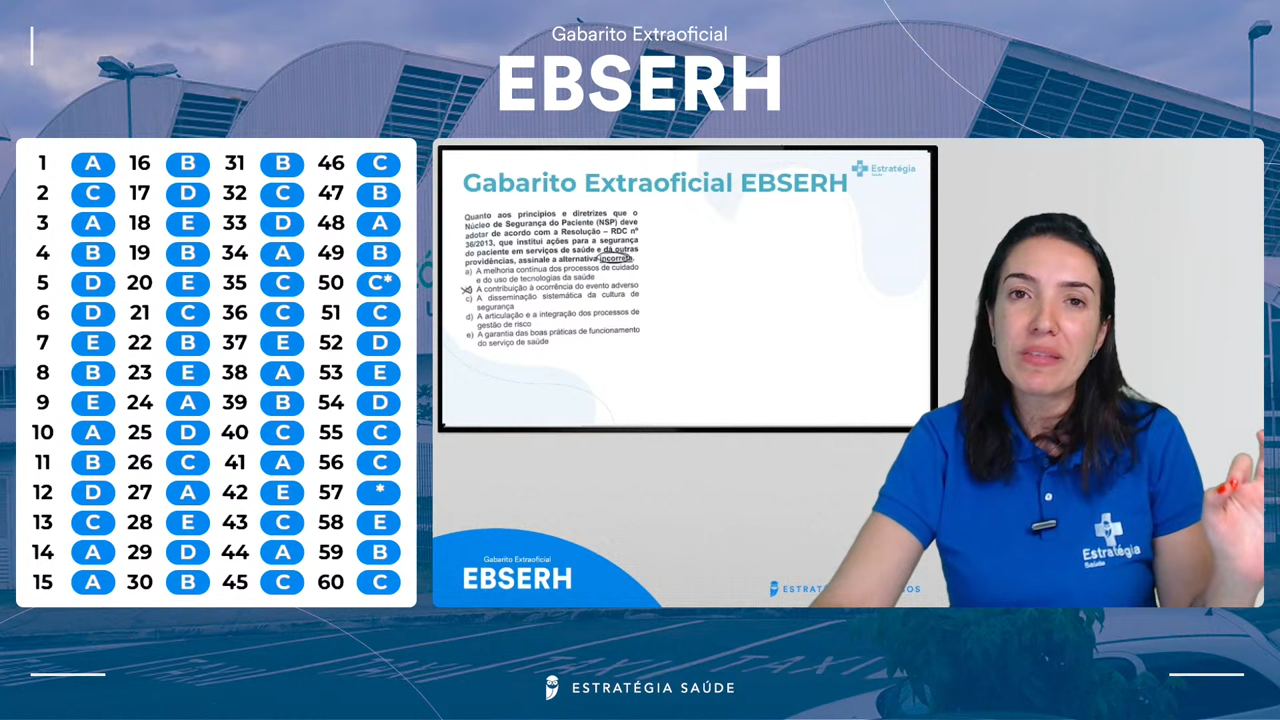 Gabarito Extraoficial
EBSERH
1 A 16 B 31 B 46 C
2 C 17 D 32 C 47 B
3 A 18 E 33 D 48 A
4 B 19 B 34 A 49 B
5 D 20 E 35 C 50 C*
6 D 21 C 36 C 51 C
7 E 22 B 37 E 52 D
8 B 23 E 38 A 53 E
9 E 24 A 39 B 54 D
10 A 25 D 40 C 55 C
11 B 26 C 41 A 56 C
12 D 27 A 42 E 57 *
13 C 28 E 43 C 58 E
14 A 29 D 44 A 59 B
15 A 30 B 45 C 60 C
Estratégia
Saúde
Gabarito Extraoficial EBSERH
Quanto aos princípios e diretrizes que o
Núcleo de Segurança do Paciente (NSP) deve
adotar de acordo com a Resolução – RDC nº
36/2013, que institui ações para a segurança
do paciente em serviços de saúde e dá outras
providências, assinale a alternativa incorreta.
a) A melhoria contínua dos processos de cuidado
e do uso de tecnologias da saúde
A contribuição à ocorrência do evento adverso
c) A disseminação sistemática da cultura de
segurança
d) A articulação e a integração dos processos de
gestão de risco
e) A garantia das boas práticas de funcionamento
do serviço de saúde
Estratégia
Saúde
Gabarito Extraoficial
EBSERH
ESTRATÉGIA SAÚDE